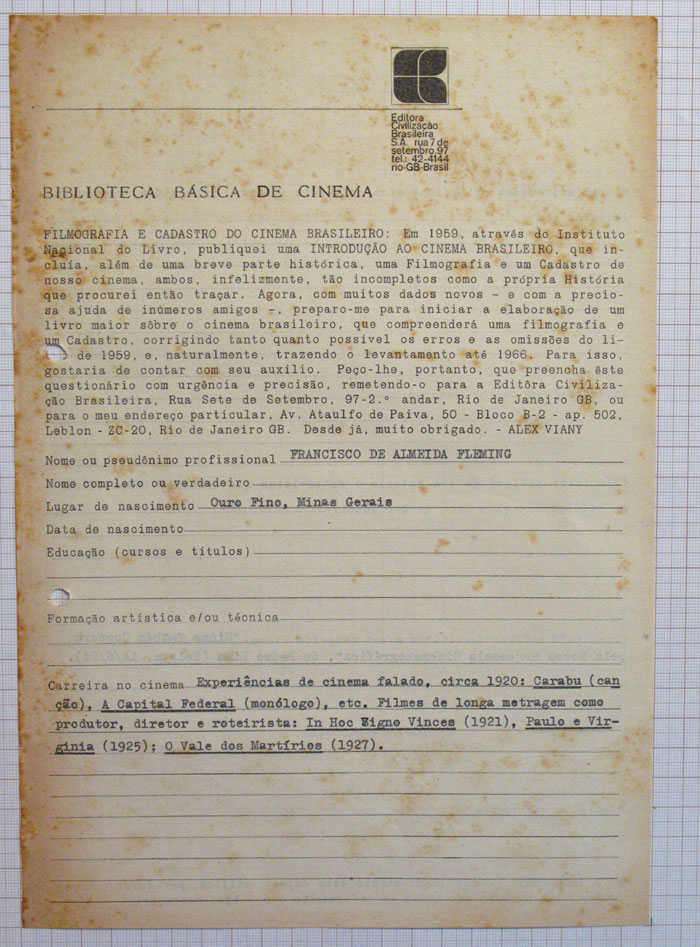 Editora
Civilização
Brasileira
S.A. rua 7 de
setembro, 97
tel.: 42-4144
rio·GB·Brasil
BIBLIOTECA BÁSICA DE CINEMA
FILMOGRAFIA E CADASTRO DO CINEMA BRASILEIRO: Em 1959, através do Instituto
Nacional do Livro, publiquei uma INTRODUÇÃO AO CINEMA BRASILEIRO, que in-
cluía, além de uma breve parte histórica, uma Filmografia e um Cadastro de
nosso cinema, ambos, infelizmente, tão incompletos como a própria História
que procurei então traçar. Agora, com muitos dados novos - e com a precio-
sa ajuda de inúmeros amigos -, preparo-me para iniciar a elaboração de um
livro maior sôbre o cinema brasileiro, que compreenderá uma filmografia e
um Cadastro, corrigindo tanto quanto possível os erros e as omissões do li-
de 1959, e, naturalmente, trazendo o levantamento até 1966. Para isso,
gostaria de contar com seu auxílio. Peço-lhe, portanto, que preencha êste
questionário com urgência e precisão, remetendo-o para a Editôra Civiliza-
ção Brasileira, Rua Sete de Setembro, 97-2.º andar, Rio de Janeiro GB, ou
para o meu endereço particular, Av. Ataulfo de Paiva, 50 - Bloco B-2 - ap. 502,
Leblon - ZC-20, Rio de Janeiro GB. Desde já, muito obrigado. - ALEX VIANY
Nome ou pseudônimo profissional FRANCISCO DE ALMEIDA FLEMING
Nome completo ou verdadeiro
Lugar de nascimento Ouro Fino, Minas Gerais
Data de nascimento
Educação (cursos e títulos)
Formação artística e/ou técnica
Carreira no cinema Experiências de cinema falado, circa 1920: Carabu (can
ção), A Capital Federal (monólogo), etc. Filmes de longa metragem como
produtor, diretor e roteirista: In Hoc Signo Vinces (1921), Paulo e Vir-
ginia (1925); O Vale dos Martírios (1927).